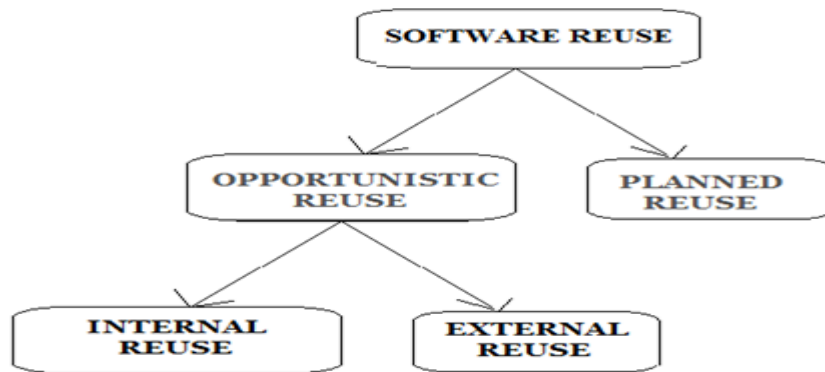 SOFTWARE REUSE
OPPORTUNISTIC
REUSE
PLANNED
REUSE
INTERNAL
REUSE
EXTERNAL
REUSE